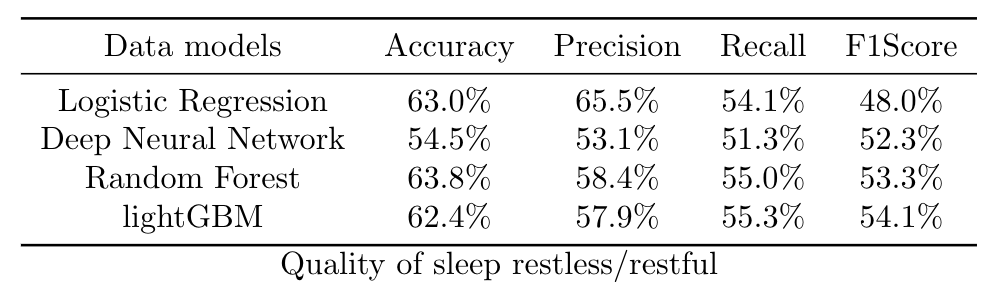 Data models Accuracy Precision Recall F1Score
Logistic Regression 63.0% 65.5% 54.1% 48.0%
Deep Neural Network 54.5% 53.1% 51.3% 52.3%
Random Forest 63.8% 58.4% 55.0% 53.3%
lightGBM 62.4% 57.9% 55.3% 54.1%
Quality of sleep restless/restful